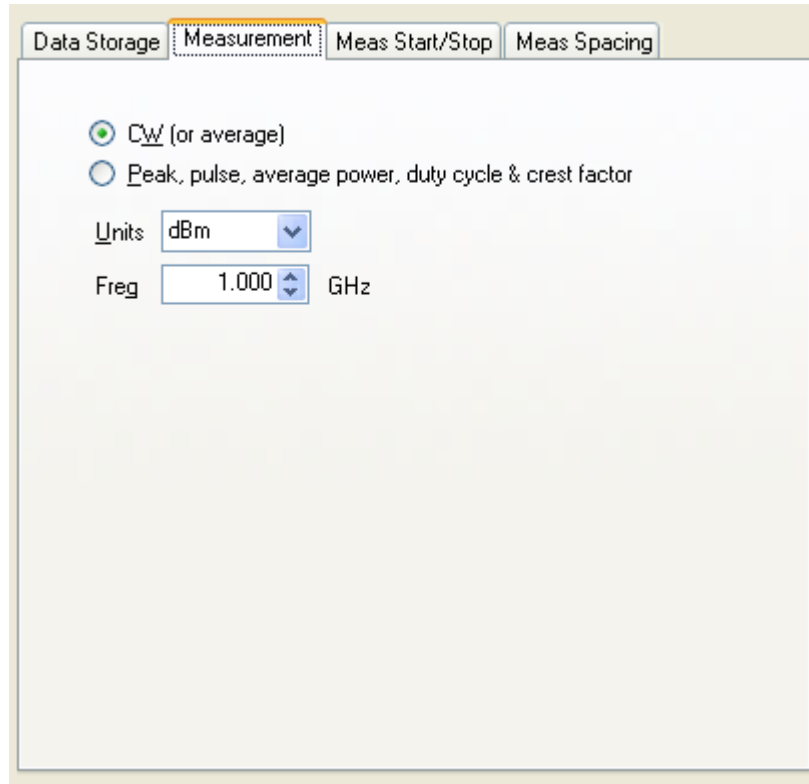 Data Storage Measurement Meas Start/Stop Meas Spacing
CW (or average)
Peak, pulse, average power, duty cycle & crest factor
Units dBm
Freg 1.000 GHz